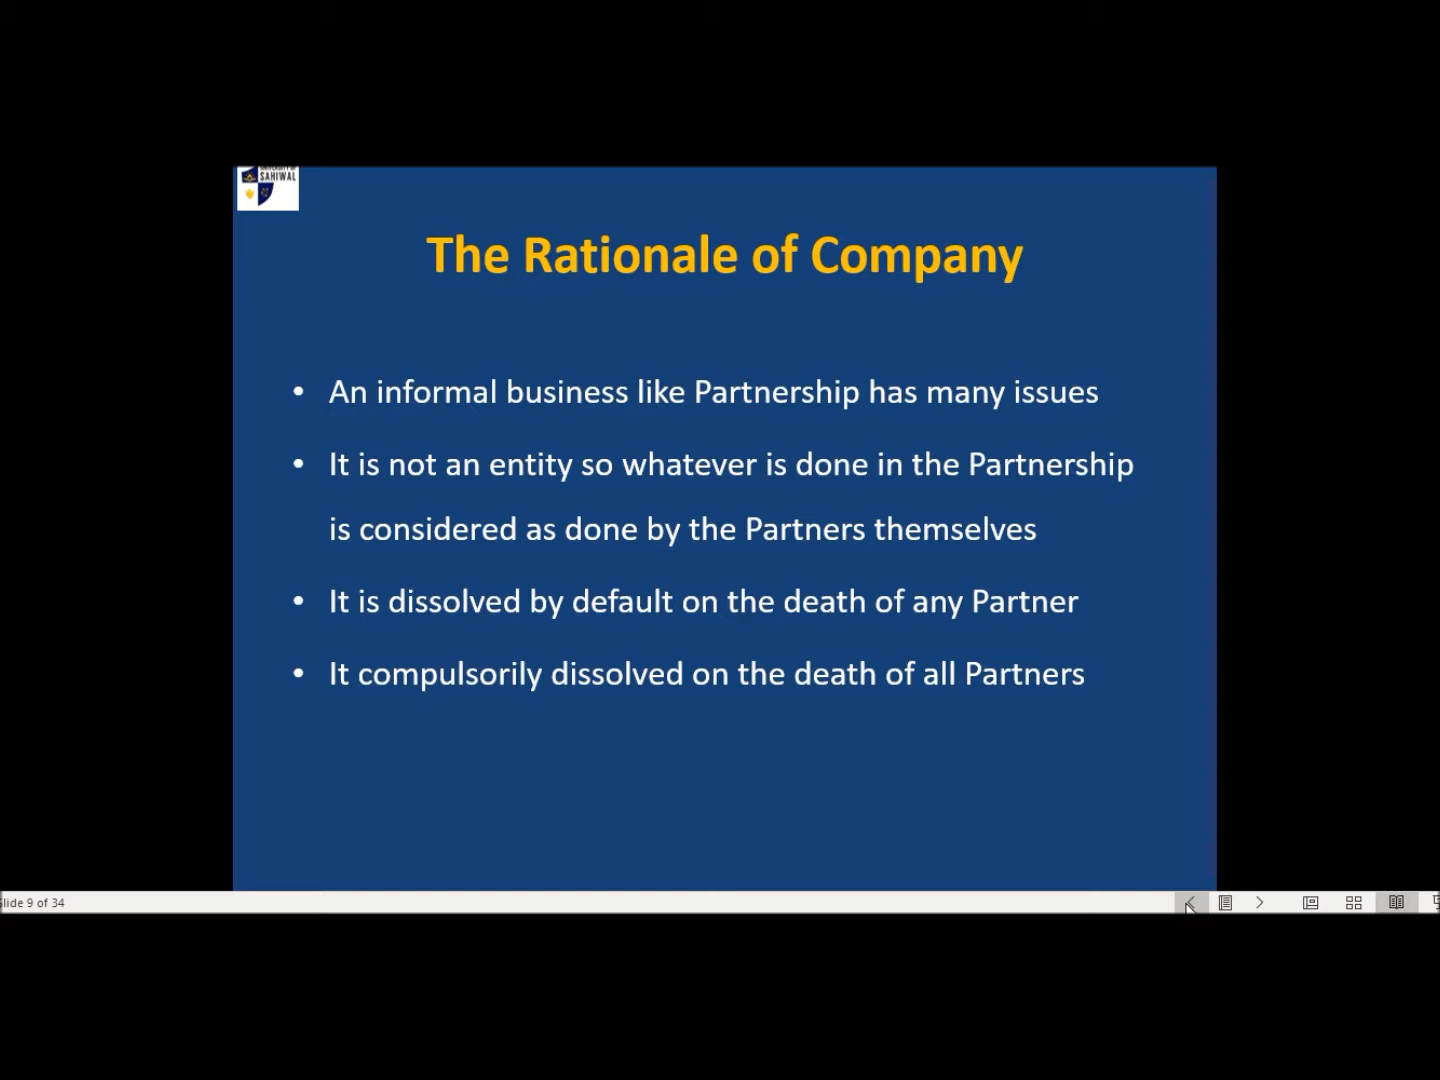 SAHIWAL
The Rationale of Company
• An informal business like Partnership has many issues
• It is not an entity so whatever is done in the Partnership
is considered as done by the Partners themselves
• It is dissolved by default on the death of any Partner
• It compulsorily dissolved on the death of all Partners
Slide 9 of 34